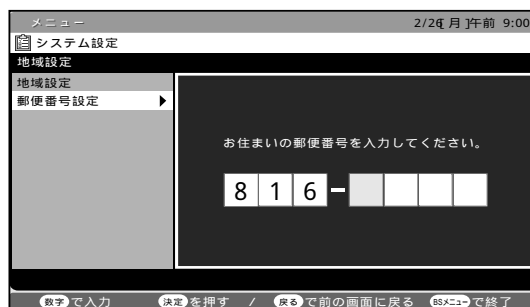 メニュー 2/26[月]午前 9:00
システム設定
地域設定
地域設定
郵便番号設定
お住まいの郵便番号を入力してください。
816-
数字で入力 決定を押す / 戻るで前の画面に戻る BSメニューで終了